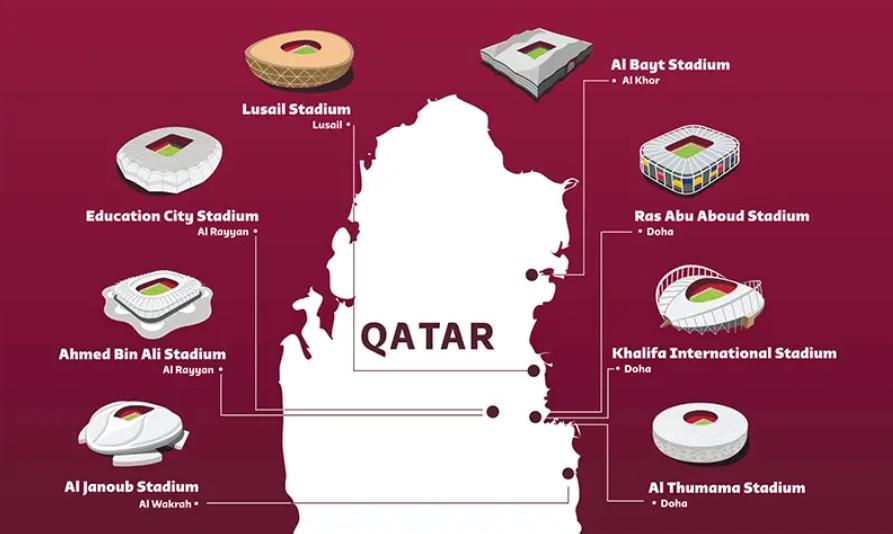 Lusail Stadium
Lusail •
Al Bayt Stadium
• Al Khor
Education City Stadium
Al Rayyan •
Ras Abu Aboud Stadium
• Doha
QATAR
Ahmed Bin Ali Stadium
Al Rayyan •
Khalifa International Stadium
• Doha
Al Janoub Stadium
Al Wakrah •
Al Thumama Stadium
• Doha